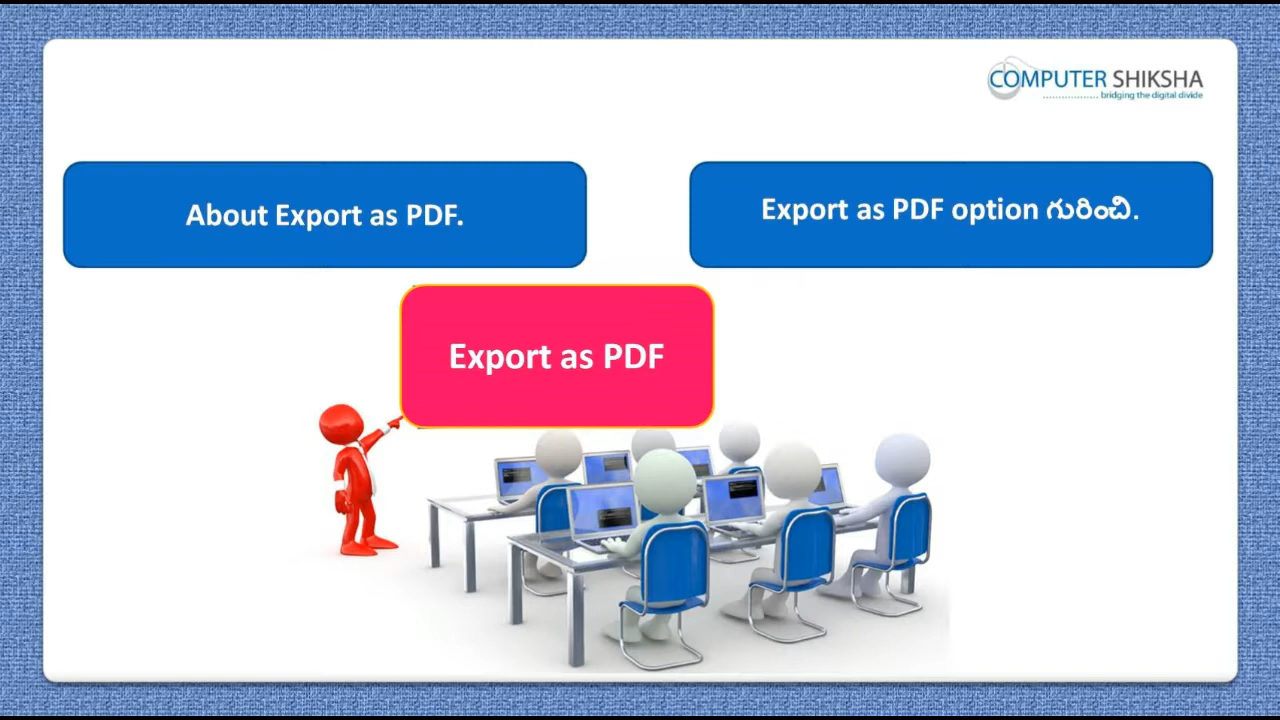 COMPUTER SHIKSHA
bridging the digital divide
About Export as PDF.
Export as PDF option గురించి.
Export as PDF